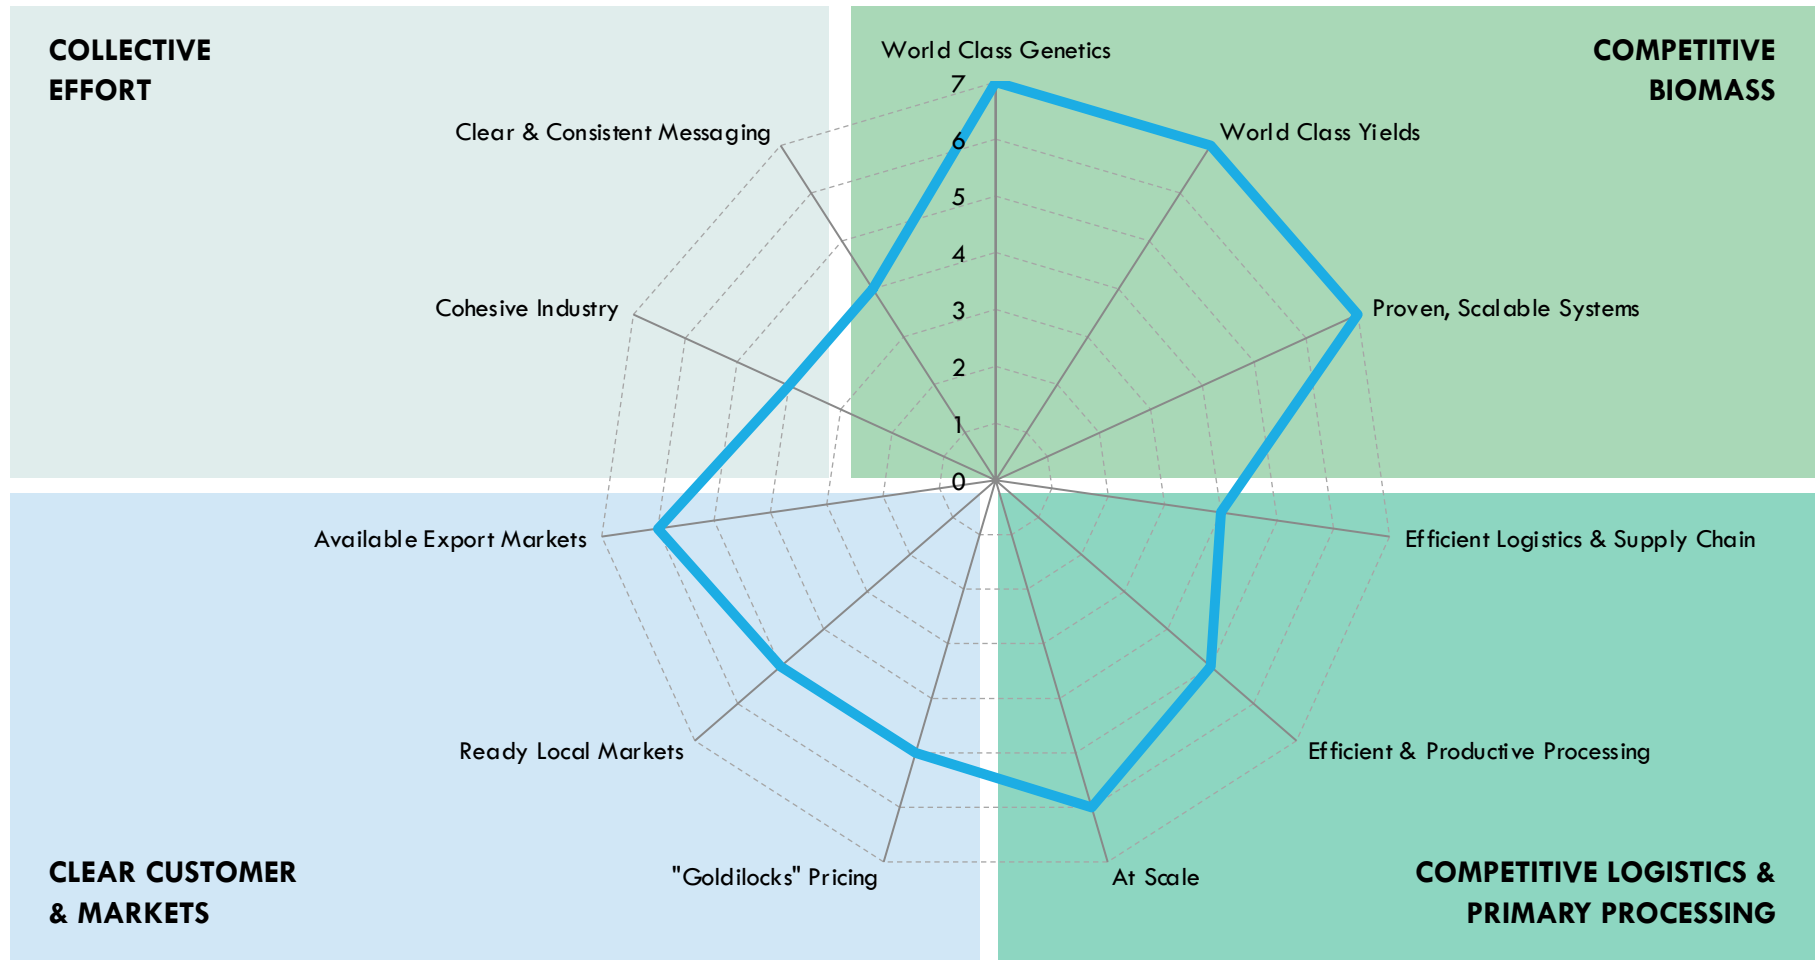 COLLECTIVE
EFFORT
COMPETITIVE
BIOMASS
World Class Genetics
World Class Yields
Proven, Scalable Systems
Efficient Logistics & Supply Chain
Efficient & Productive Processing
At Scale
"Goldilocks" Pricing
Ready Local Markets
Available Export Markets
Cohesive Industry
Clear & Consistent Messaging
7
6
5
4
3
2
1
0
CLEAR CUSTOMER
& MARKETS
COMPETITIVE LOGISTICS &
PRIMARY PROCESSING